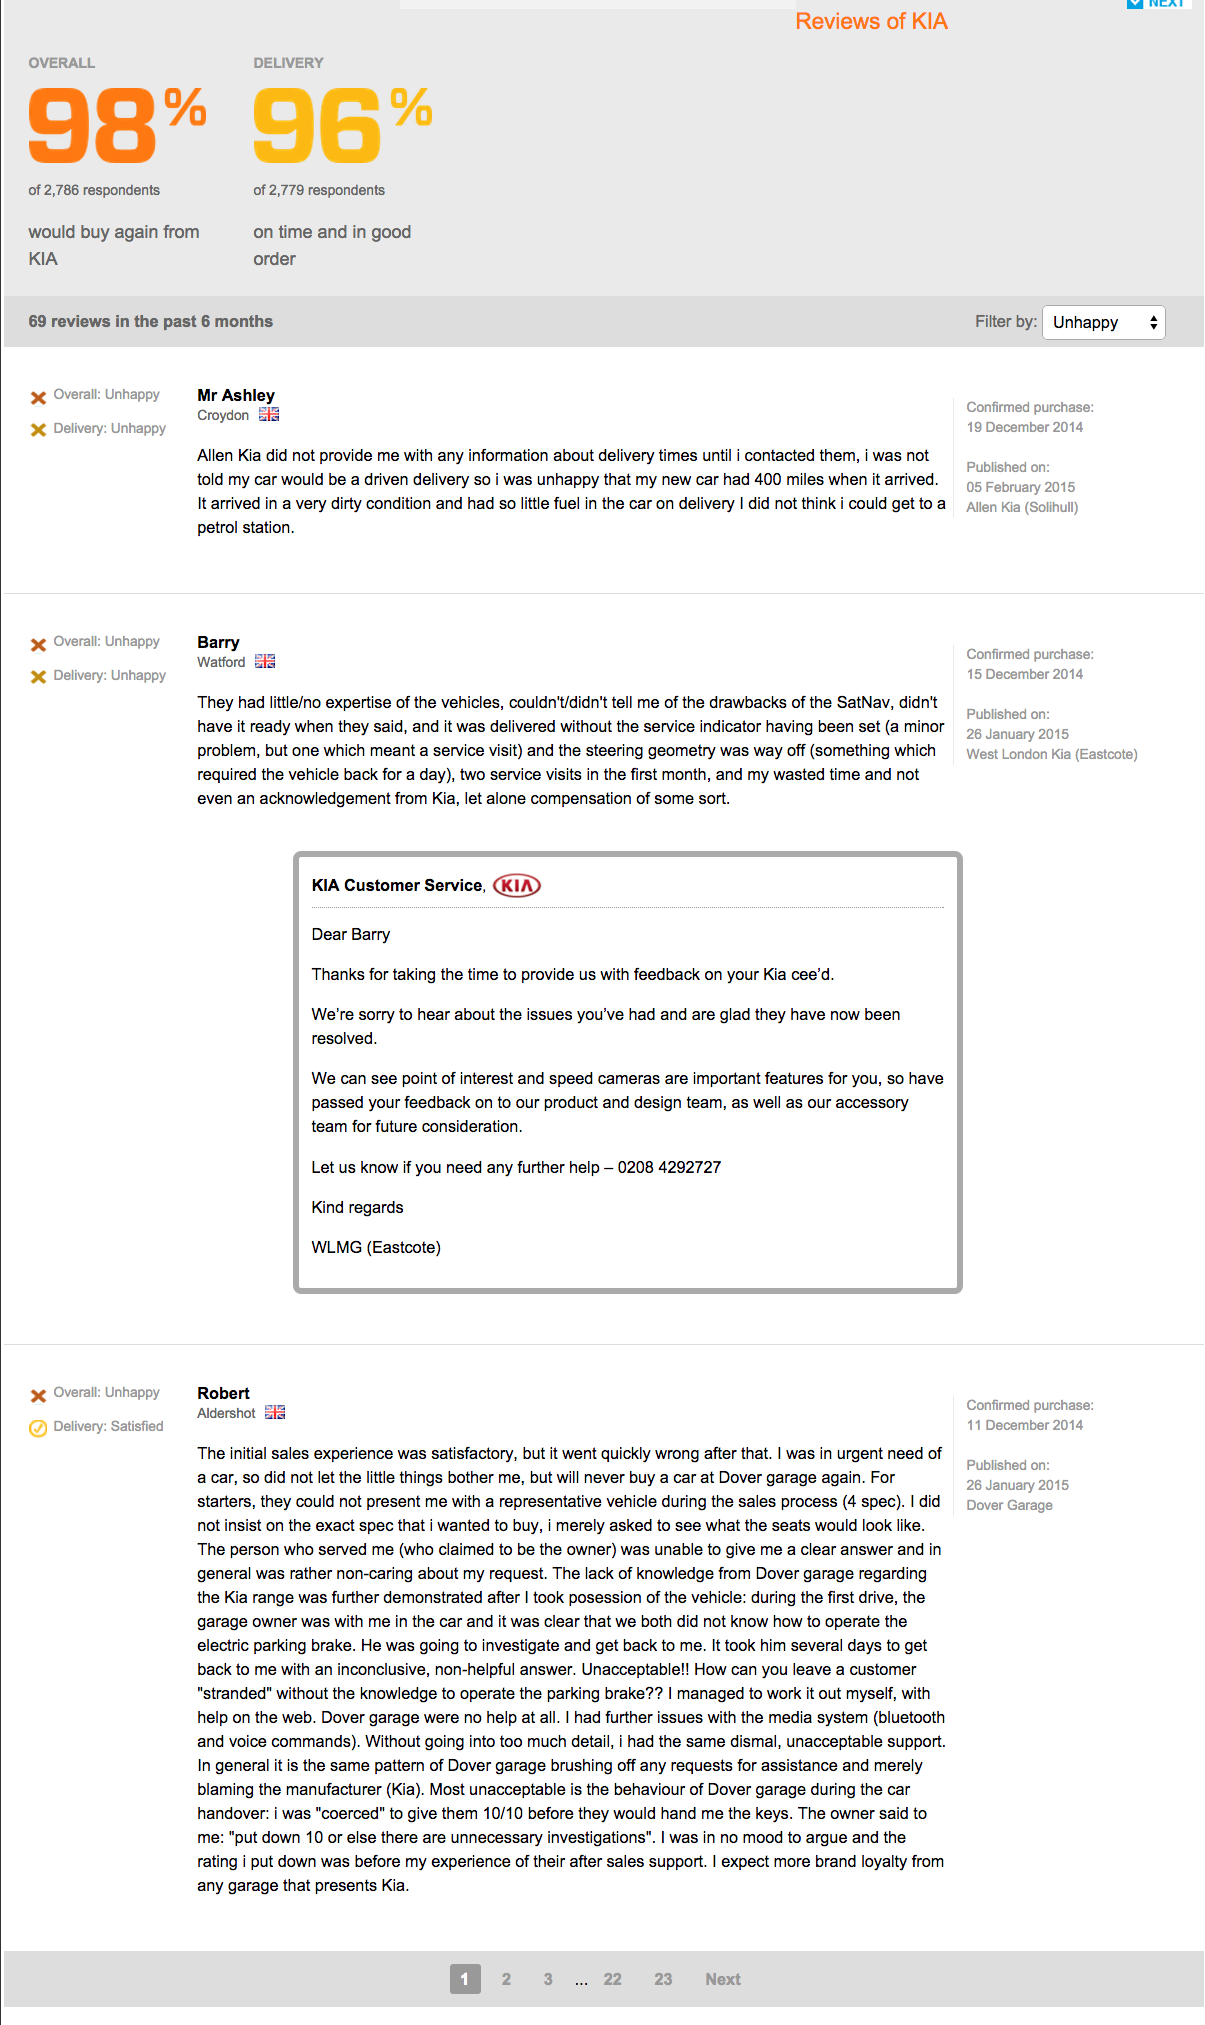 NEXT
Reviews of KIA
OVERALL
98%
of 2,786 respondents
would buy again from
KIA
DELIVERY
96%
of 2,779 respondents
on time and in good
order
69 reviews in the past 6 months
Filter by: Unhappy
Overall: Unhappy
Delivery: Unhappy
Mr Ashley
Croydon
Allen Kia did not provide me with any information about delivery times until i contacted them, i was not
told my car would be a driven delivery so i was unhappy that my new car had 400 miles when it arrived.
It arrived in a very dirty condition and had so little fuel in the car on delivery I did not think i could get to a
petrol station.
Confirmed purchase:
19 December 2014
Published on:
05 February 2015
Allen Kia (Solihull)
Overall: Unhappy
Delivery: Unhappy
Barry
Watford
They had little/no expertise of the vehicles, couldn't/didn't tell me of the drawbacks of the SatNav, didn't
have it ready when they said, and it was delivered without the service indicator having been set (a minor
problem, but one which meant a service visit) and the steering geometry was way off (something which
required the vehicle back for a day), two service visits in the first month, and my wasted time and not
even an acknowledgement from Kia, let alone compensation of some sort.
Confirmed purchase:
15 December 2014
Published on:
26 January 2015
West London Kia (Eastcote)
KIA Customer Service, KIA
Dear Barry
Thanks for taking the time to provide us with feedback on your Kia cee’d.
We’re sorry to hear about the issues you’ve had and are glad they have now been
resolved.
We can see point of interest and speed cameras are important features for you, so have
passed your feedback on to our product and design team, as well as our accessory
team for future consideration.
Let us know if you need any further help – 0208 4292727
Kind regards
WLMG (Eastcote)
Overall: Unhappy
Delivery: Satisfied
Robert
Aldershot
The initial sales experience was satisfactory, but it went quickly wrong after that. I was in urgent need of
a car, so did not let the little things bother me, but will never buy a car at Dover garage again. For
starters, they could not present me with a representative vehicle during the sales process (4 spec). I did
not insist on the exact spec that i wanted to buy, i merely asked to see what the seats would look like.
The person who served me (who claimed to be the owner) was unable to give me a clear answer and in
general was rather non-caring about my request. The lack of knowledge from Dover garage regarding
the Kia range was further demonstrated after I took posession of the vehicle: during the first drive, the
garage owner was with me in the car and it was clear that we both did not know how to operate the
electric parking brake. He was going to investigate and get back to me. It took him several days to get
back to me with an inconclusive, non-helpful answer. Unacceptable!! How can you leave a customer
"stranded" without the knowledge to operate the parking brake?? I managed to work it out myself, with
help on the web. Dover garage were no help at all. I had further issues with the media system (bluetooth
and voice commands). Without going into too much detail, i had the same dismal, unacceptable support.
In general it is the same pattern of Dover garage brushing off any requests for assistance and merely
blaming the manufacturer (Kia). Most unacceptable is the behaviour of Dover garage during the car
handover: i was "coerced" to give them 10/10 before they would hand me the keys. The owner said to
me: "put down 10 or else there are unnecessary investigations". I was in no mood to argue and the
rating i put down was before my experience of their after sales support. I expect more brand loyalty from
any garage that presents Kia.
Confirmed purchase:
11 December 2014
Published on:
26 January 2015
Dover Garage
1 2 3 ... 22 23 Next